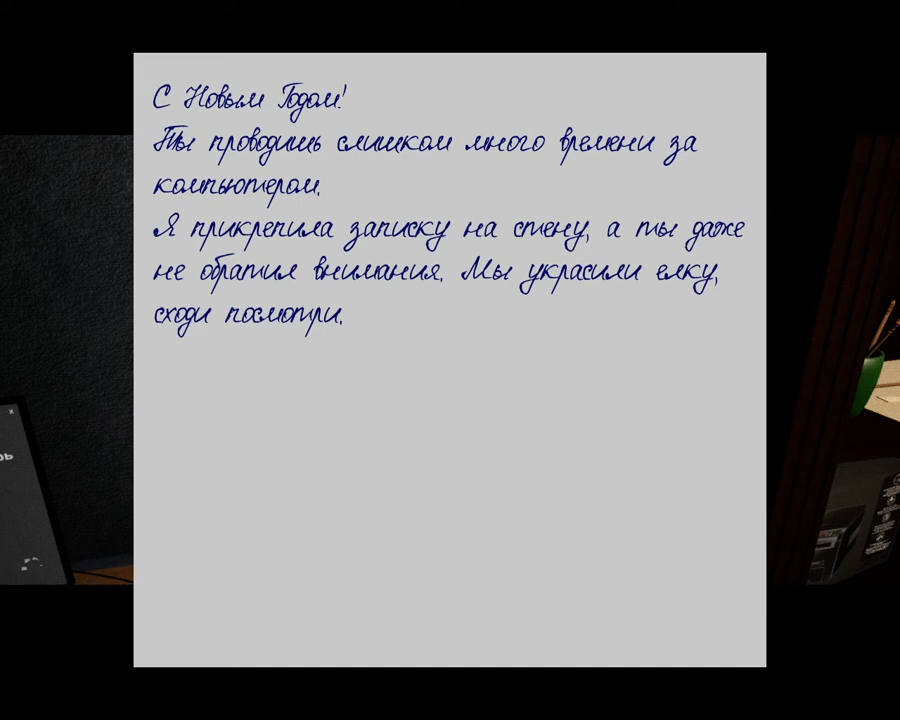 С Новым Годом!
Ты проводишь слишком много времени за
компьютером.
Я прикрепила записку на стену, а ты даже
не обратил внимания. Мы украсили елку,
сходи посмотри.